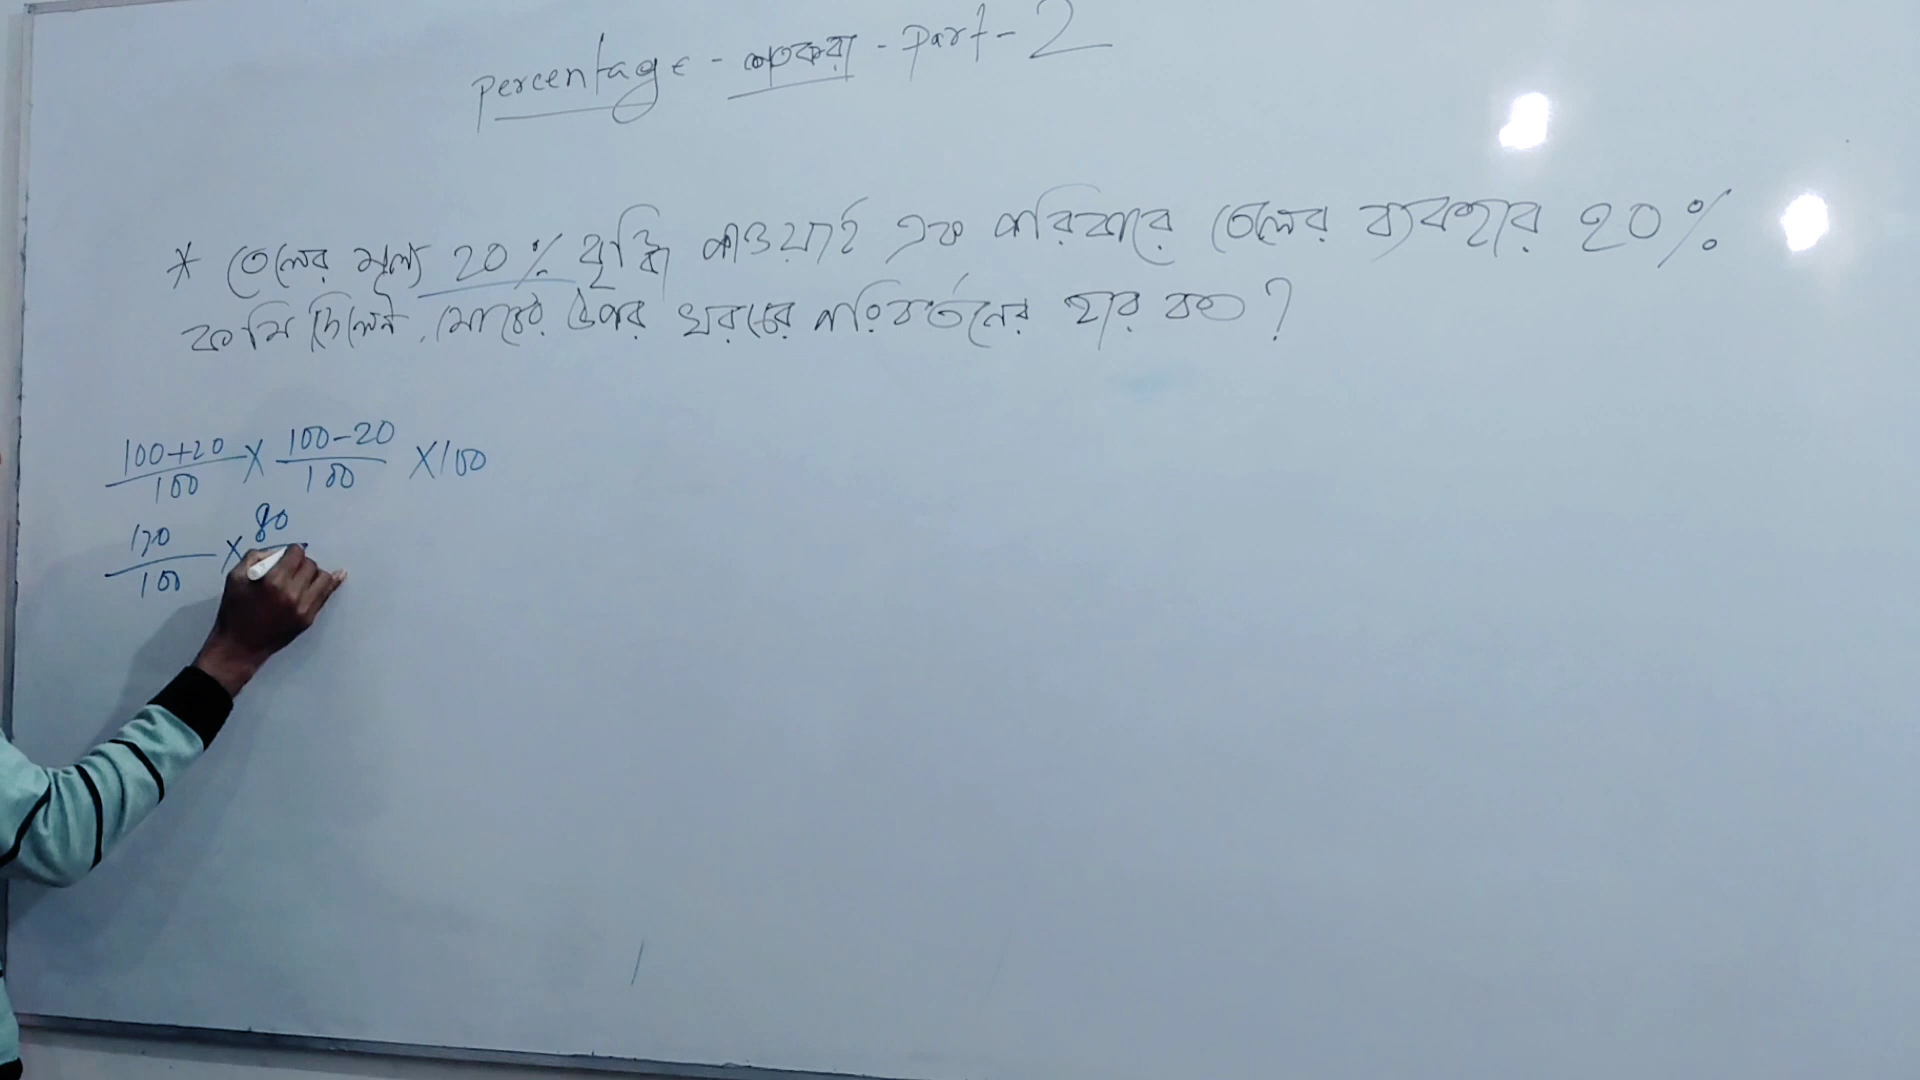 Percentage - শতকরা - Part - 2
* তেলের মূল্য 20% বৃদ্ধি পাওয়ায় এক পরিবারে তেলের ব্যবহার 20%
কমিয়ে দিলেন, মোটের উপর খরচের পরিবর্তনের হার কত ?
100+20/100 × 100-20/100 ×100
120/100 × 80